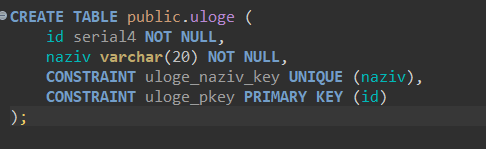 CREATE TABLE public.uloge (
id serial4 NOT NULL,
naziv varchar(20) NOT NULL,
CONSTRAINT uloge_naziv_key UNIQUE (naziv),
CONSTRAINT uloge_pkey PRIMARY KEY (id)
);